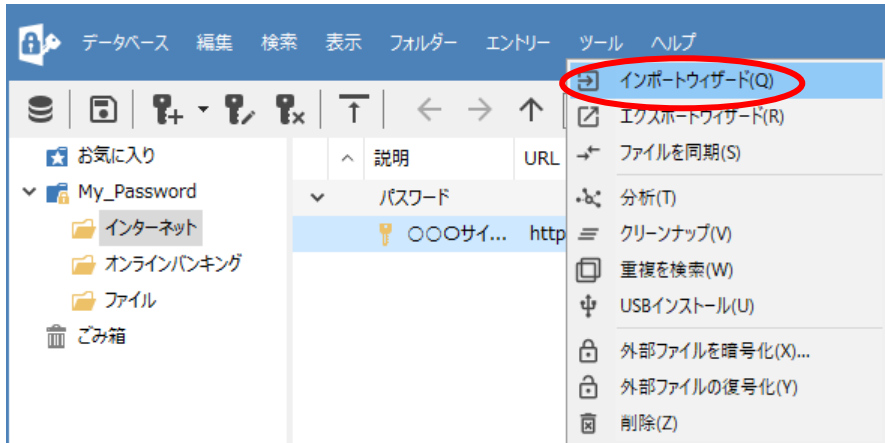 データベース 編集 検索 表示 フォルダー エントリー ツール ヘルプ
インポートウィザード(Q)
エクスポートウィザード(R)
ファイルを同期(S)
分析(T)
クリーンナップ(V)
重複を検索(W)
USBインストール(U)
外部ファイルを暗号化(X)...
外部ファイルの復号化(Y)
削除(Z)
お気に入り
My_Password
インターネット
オンラインバンキング
ファイル
ごみ箱
説明 URL
パスワード
○○○サイ... http